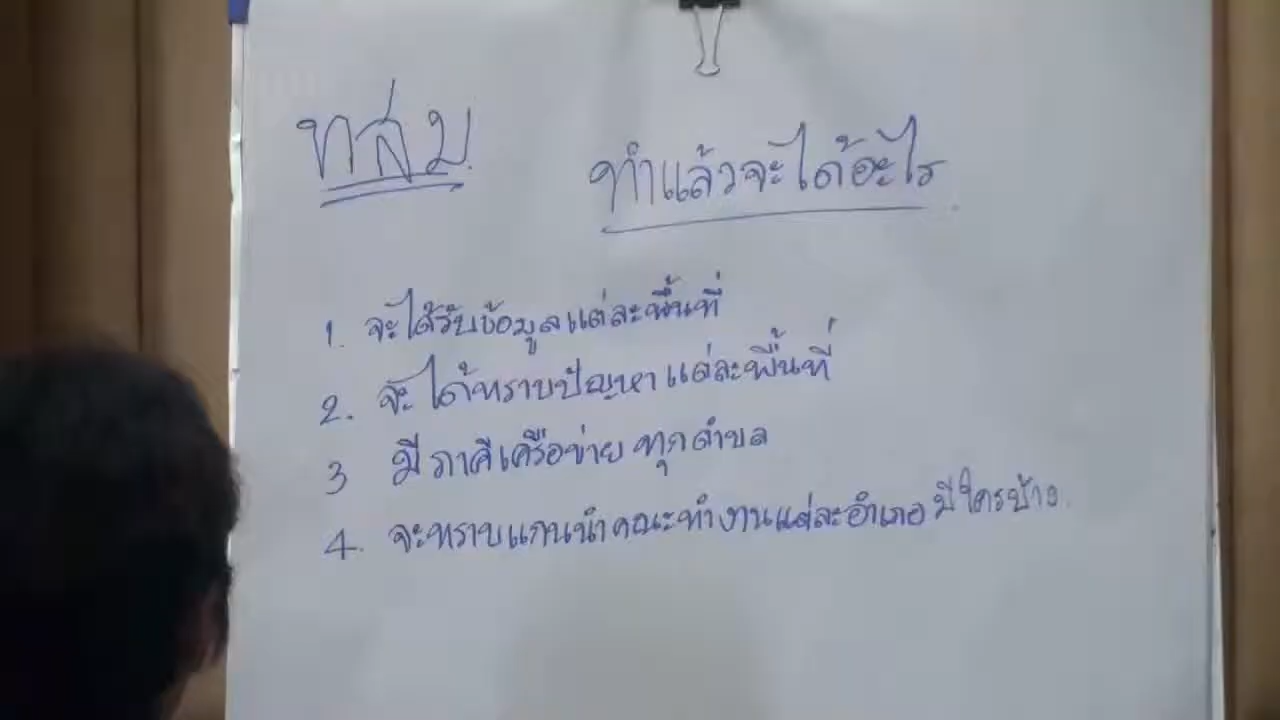 ทสม.
ทำแล้วจะได้อะไร
1. จะได้รับข้อมูลแต่ละพื้นที่
2. จะได้ทราบปัญหาแต่ละพื้นที่
3 มีภาคีเครือข่ายทุกตำบล
4. จะทราบแกนนำคณะทำงานแต่ละอำเภอมีใครบ้าง.